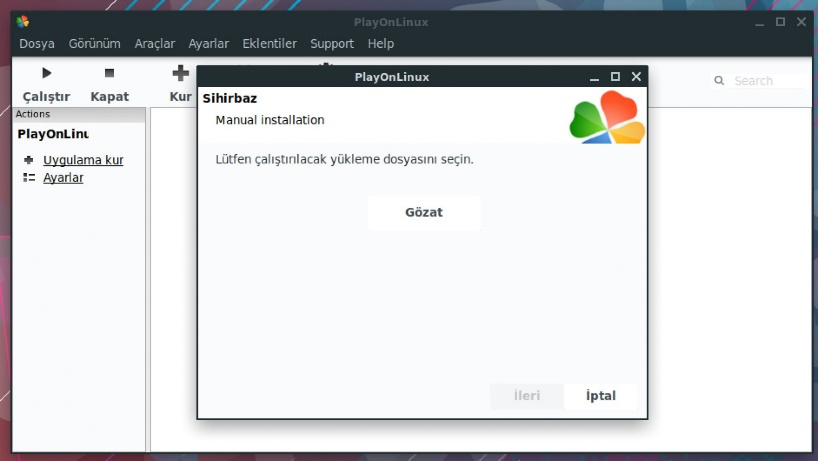 PlayOnLinux
Dosya Görünüm Araçlar Ayarlar Eklentiler Support Help
Çalıştır Kapat Kur
Search
Actions
PlayOnLinu
Uygulama kur
Ayarlar
PlayOnLinux
Sihirbaz
Manual installation
Lütfen çalıştırılacak yükleme dosyasını seçin.
Gözat
İleri İptal